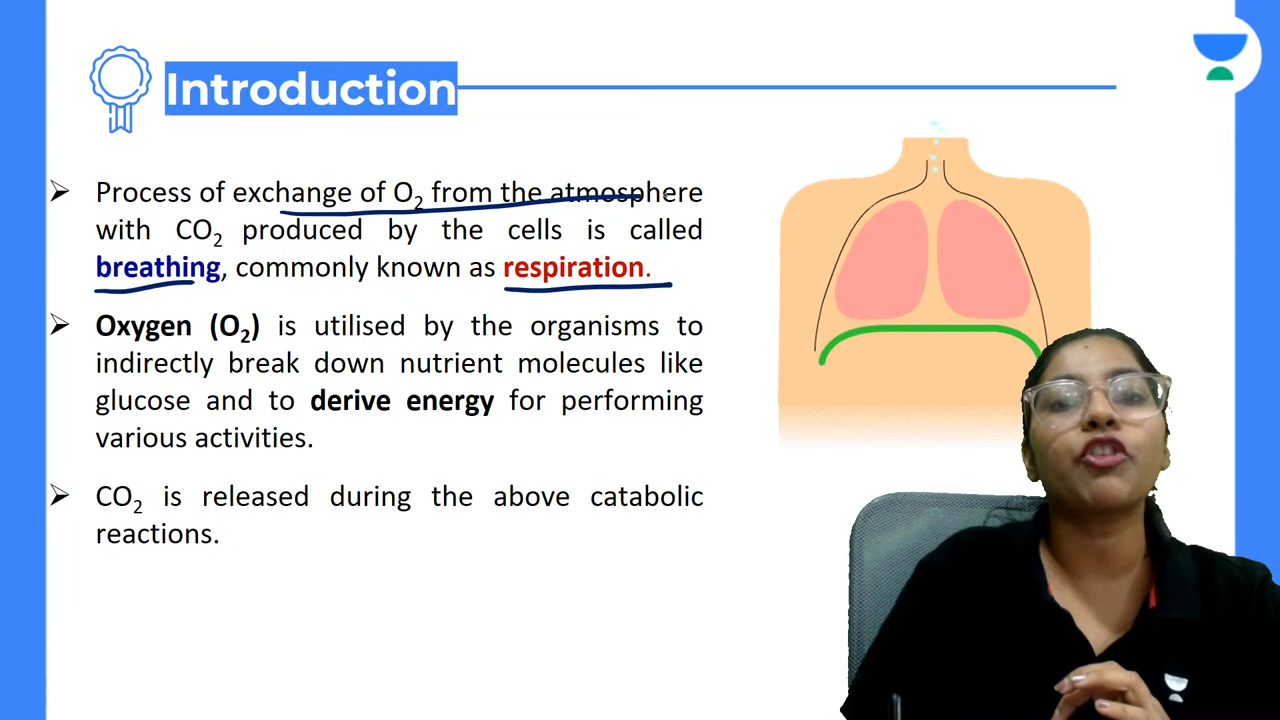 Introduction
Process of exchange of O₂ from the atmosphere
with CO₂ produced by the cells is called
breathing, commonly known as respiration.
Oxygen (O₂) is utilised by the organisms to
indirectly break down nutrient molecules like
glucose and to derive energy for performing
various activities.
CO₂ is released during the above catabolic
reactions.